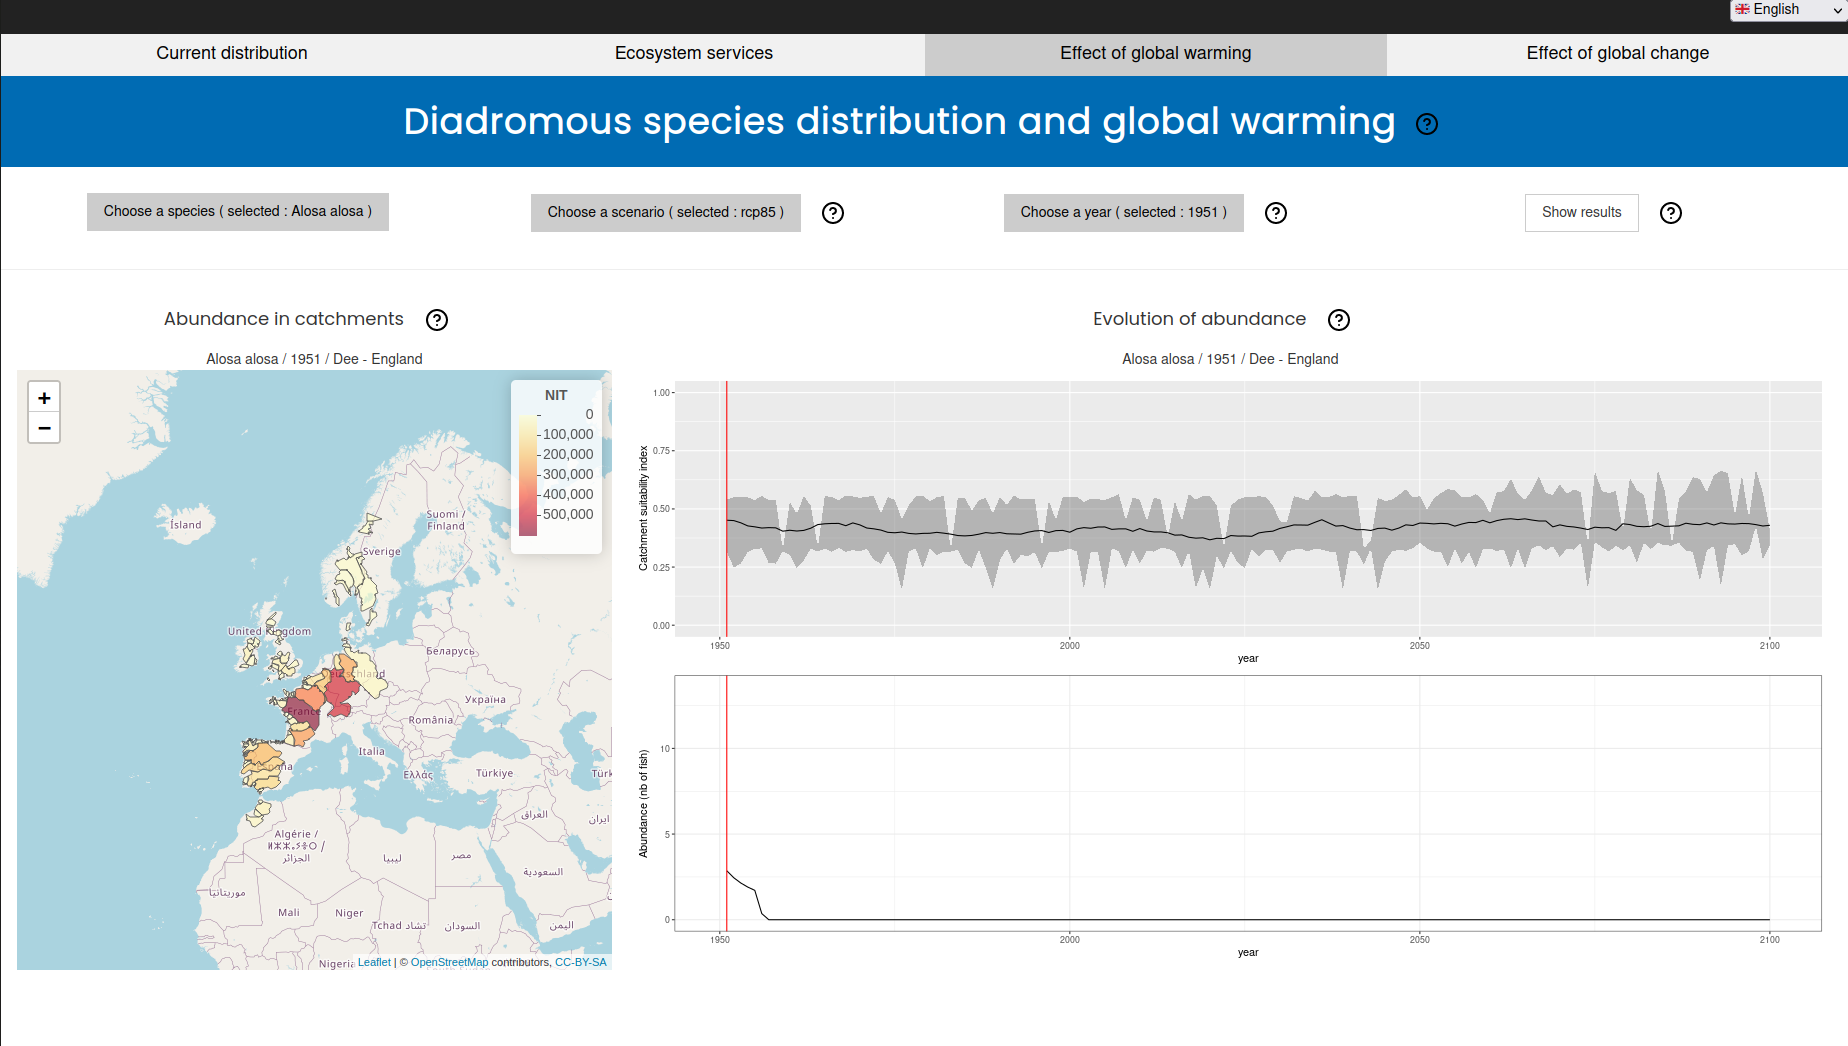 English
Current distribution
Ecosystem services
Effect of global warming
Effect of global change
Diadromous species distribution and global warming ?
Choose a species ( selected : Alosa alosa )
Choose a scenario ( selected : rcp85 ) ?
Choose a year ( selected : 1951 ) ?
Show results ?
Abundance in catchments ?
Alosa alosa / 1951 / Dee - England
+
−
NIT
0
100,000
200,000
300,000
400,000
500,000
Ísland
Suomi /
Finland
Sverige
United Kingdom
Беларусь
Deutschland
Україна
France
România
Italia
Ελλάς
Türkiye
العراق
ایران
Algérie /
الجزائر
ليبيا
مصر
السعودية
موريتانيا
Mali
Niger
Tchad تشاد
السودان
اليمن
Nigeria
Leaflet | © OpenStreetMap contributors, CC-BY-SA
Evolution of abundance ?
Alosa alosa / 1951 / Dee - England
Catchment suitability index
1.00
0.75
0.50
0.25
0.00
1950
2000
2050
2100
year
Abundance (nb of fish)
10
5
0
1950
2000
2050
2100
year